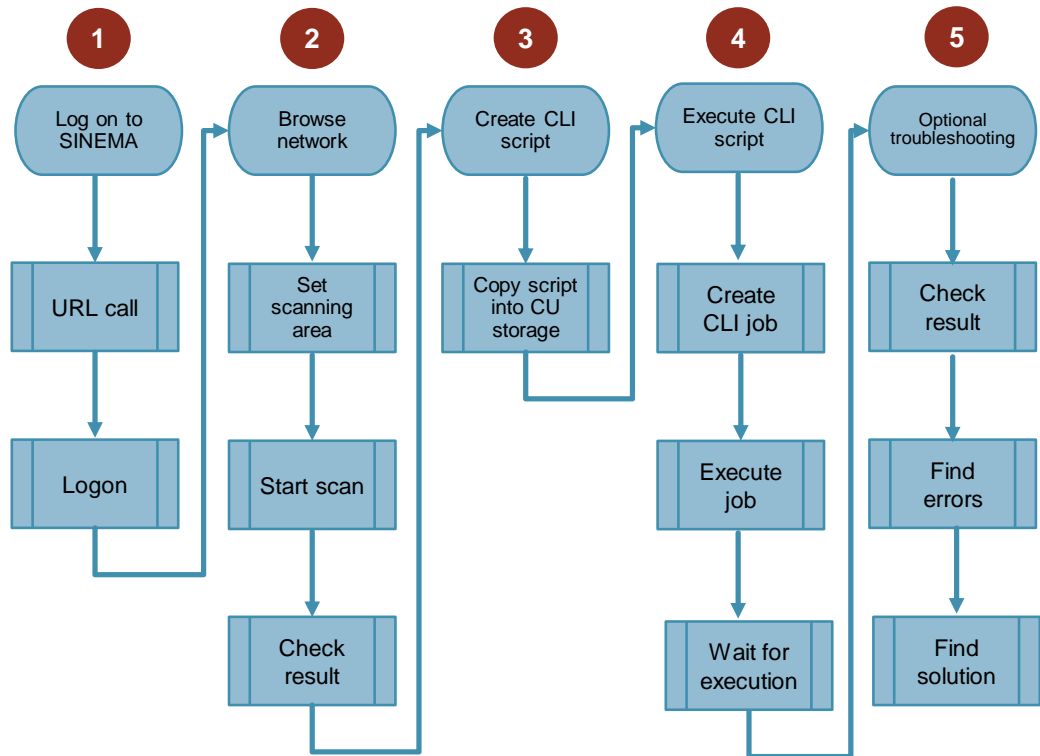 1
2
3
4
5
Log on to
SINEMA
URL call
Logon
Browse
network
Set
scanning
area
Start scan
Check
result
Create CLI
script
Copy script
into CU
storage
Execute CLI
script
Create
CLI job
Execute
job
Wait for
execution
Optional
troubleshooting
Check
result
Find
errors
Find
solution